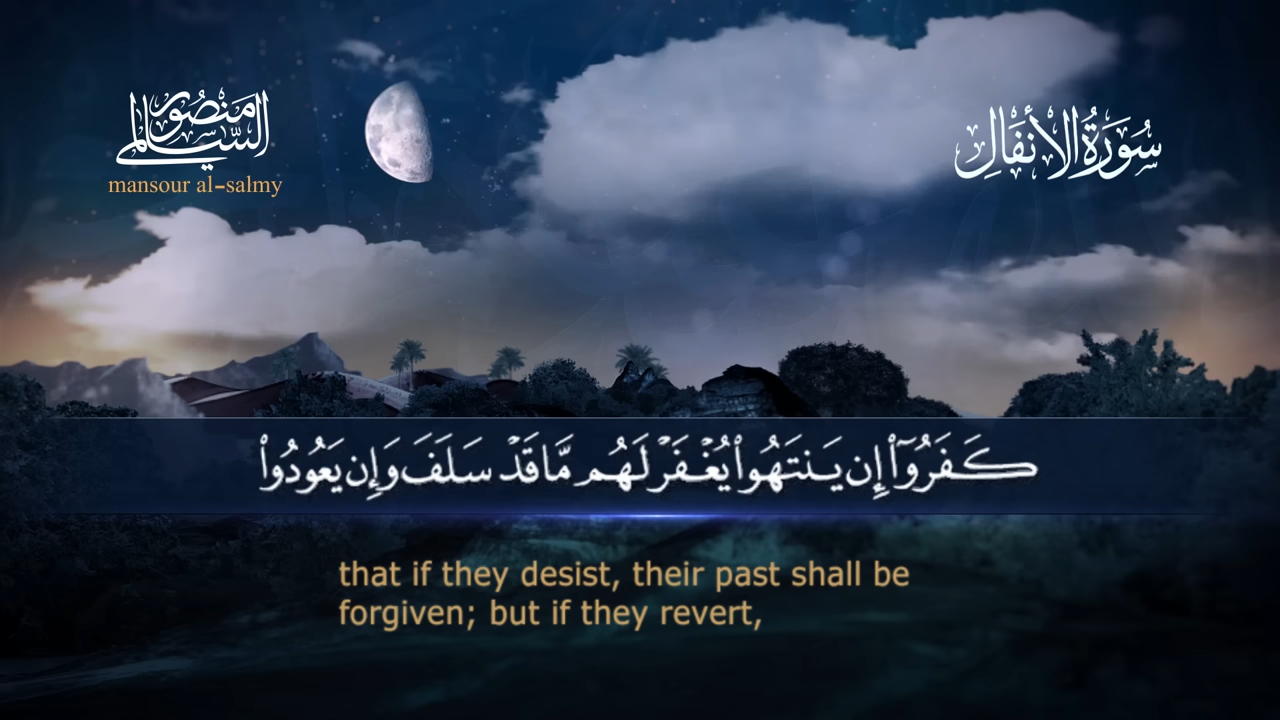 منصور السالمي
mansour al-salmy
سُورَةُ الأَنفَالِ
كَفَرُوٓا۟ إِن يَنتَهُوا۟ يُغْفَرْ لَهُم مَّا قَدْ سَلَفَ وَإِن يَعُودُوا۟
that if they desist, their past shall be
forgiven; but if they revert,